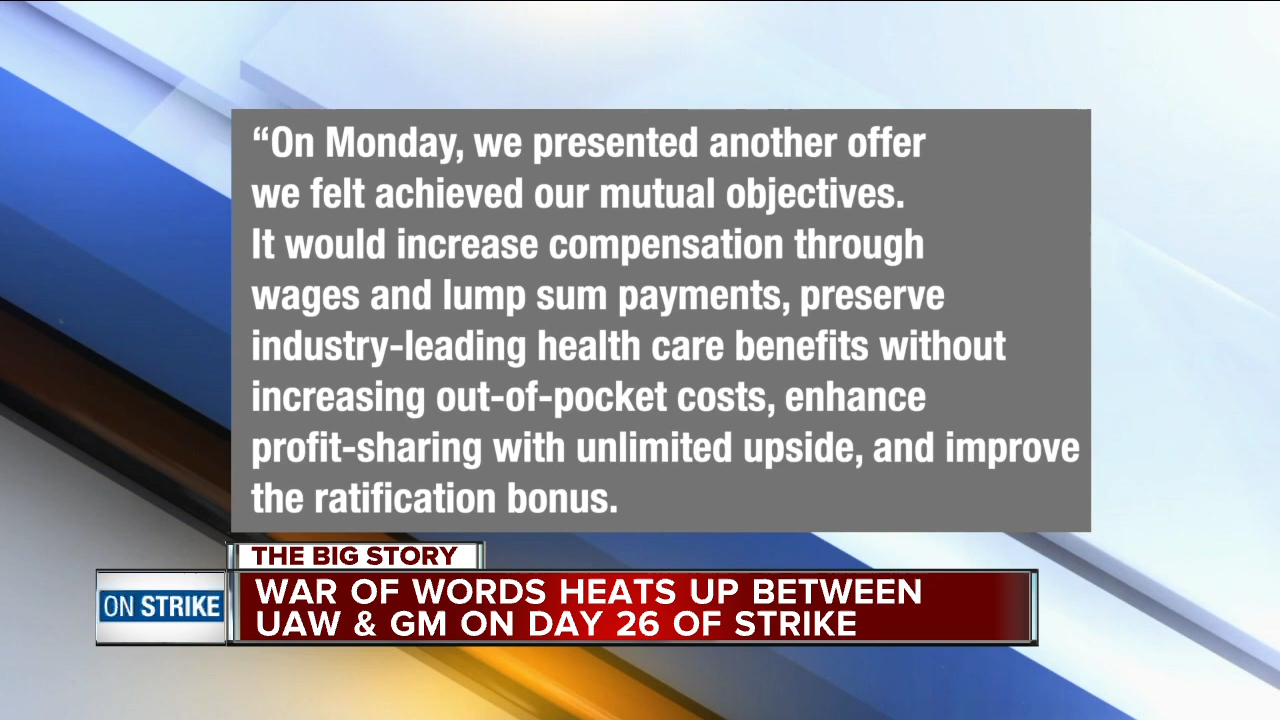 “On Monday, we presented another offer
we felt achieved our mutual objectives.
It would increase compensation through
wages and lump sum payments, preserve
industry-leading health care benefits without
increasing out-of-pocket costs, enhance
profit-sharing with unlimited upside, and improve
the ratification bonus.
THE BIG STORY
ON STRIKE
WAR OF WORDS HEATS UP BETWEEN
UAW & GM ON DAY 26 OF STRIKE